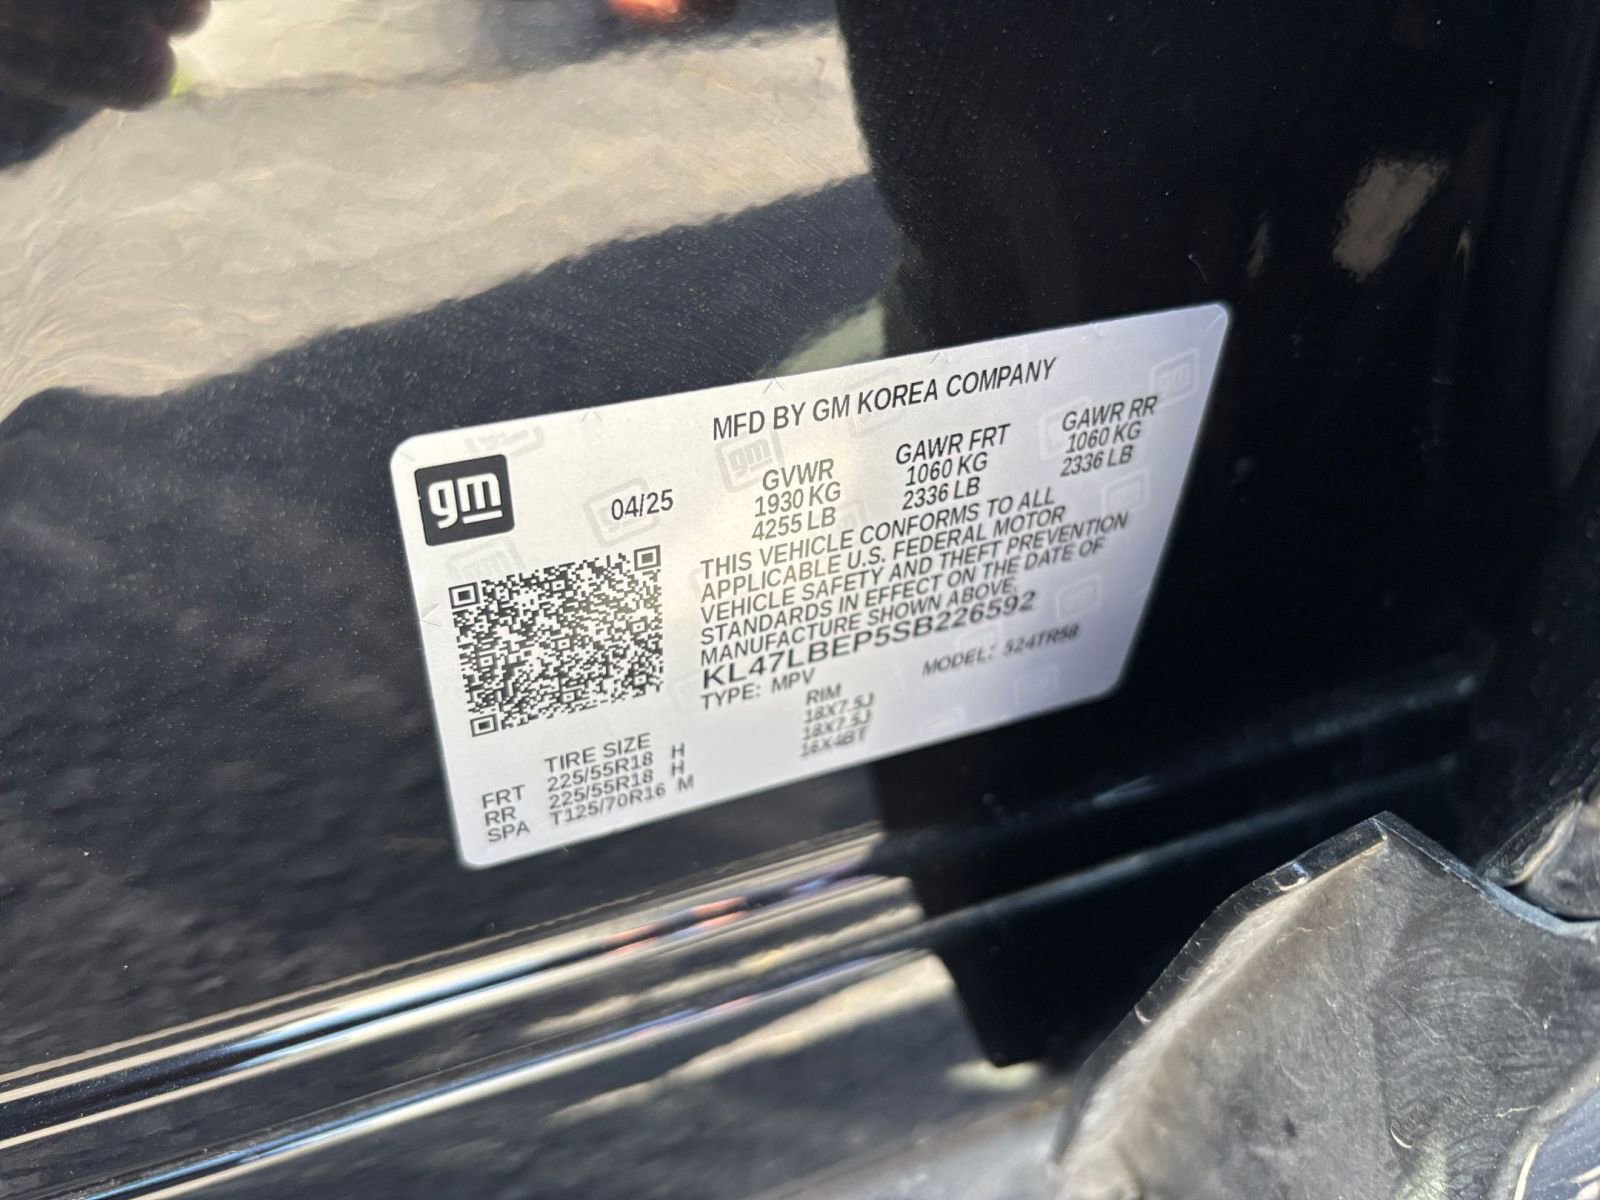 MFD BY GM KOREA COMPANY
gm
04/25
GVWR GAWR FRT GAWR RR
1930 KG 1060 KG 1060 KG
4255 LB 2336 LB 2336 LB
THIS VEHICLE CONFORMS TO ALL
APPLICABLE U.S. FEDERAL MOTOR
VEHICLE SAFETY AND THEFT PREVENTION
STANDARDS IN EFFECT ON THE DATE OF
MANUFACTURE SHOWN ABOVE.
KL47LBEP5SB226592
TYPE: MPV MODEL: 524TR58
TIRE SIZE RIM
FRT 225/55R18 H 18X7.5J
RR 225/55R18 H 18X7.5J
SPA T125/70R16 M 16X4BT